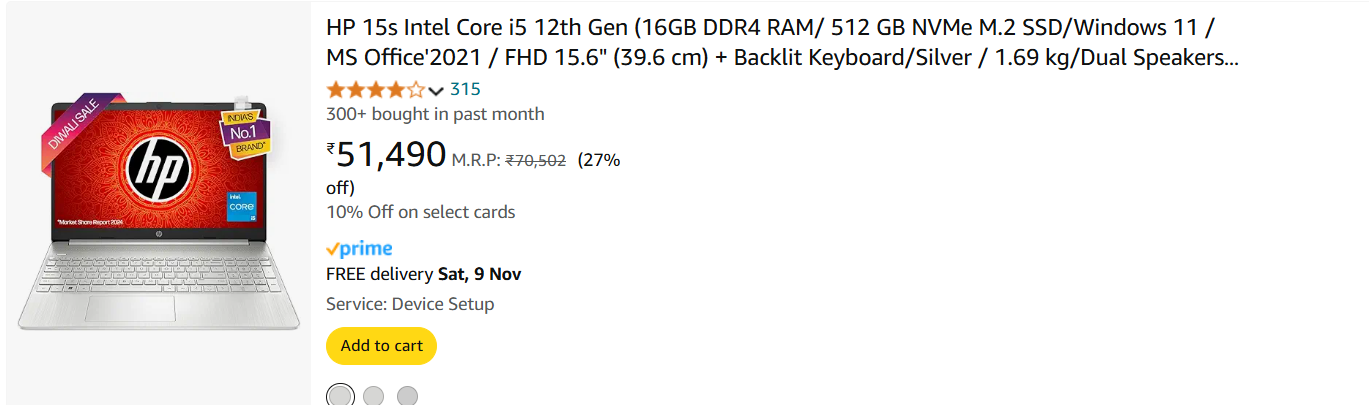 HP 15s Intel Core i5 12th Gen (16GB DDR4 RAM/ 512 GB NVMe M.2 SSD/Windows 11 /
MS Office'2021 / FHD 15.6" (39.6 cm) + Backlit Keyboard/Silver / 1.69 kg/Dual Speakers...
315
300+ bought in past month
₹51,490 M.R.P: ₹70,502 (27%
off)
10% Off on select cards
prime
FREE delivery Sat, 9 Nov
Service: Device Setup
Add to cart
DIWALI SALE
INDIA'S
No.1
BRAND*
hp
intel
CORE
i5
*Market Share Report 2024
hp